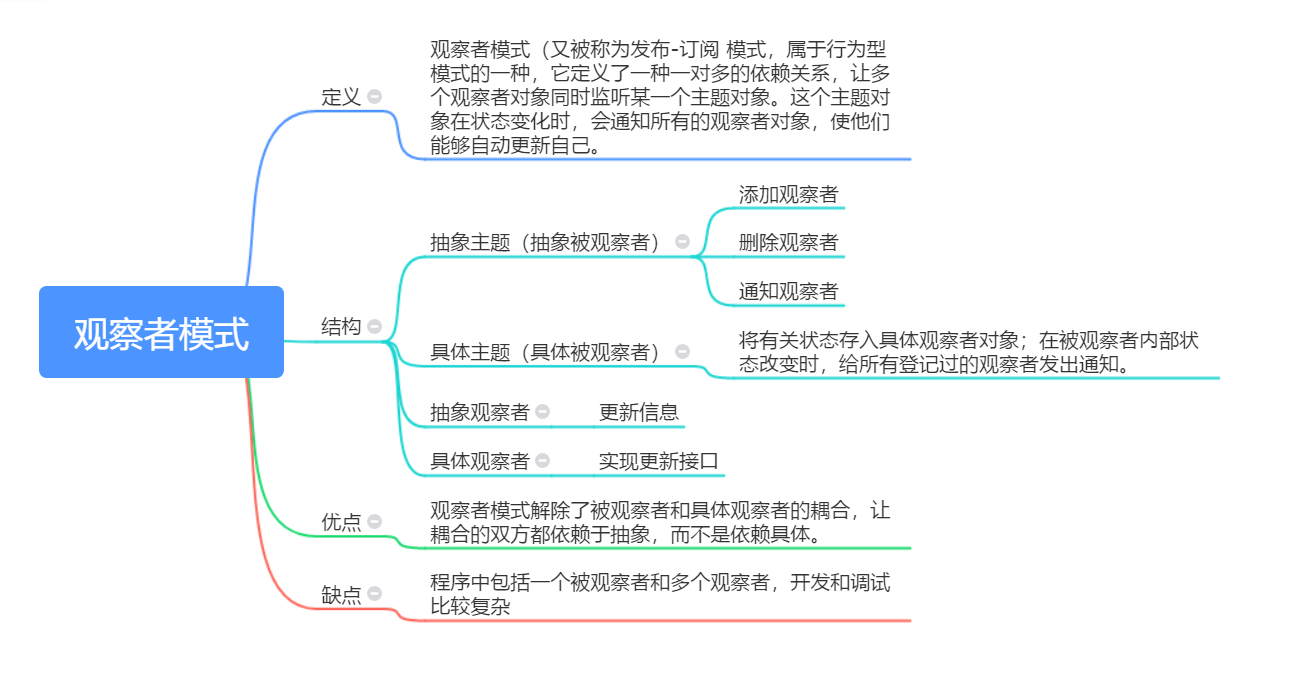 观察者模式
定义
观察者模式（又被称为发布-订阅 模式，属于行为型
模式的一种，它定义了一种一对多的依赖关系，让多
个观察者对象同时监听某一个主题对象。这个主题对
象在状态变化时，会通知所有的观察者对象，使他们
能够自动更新自己。
结构
抽象主题（抽象被观察者）
添加观察者
删除观察者
通知观察者
具体主题（具体被观察者）
将有关状态存入具体观察者对象；在被观察者内部状
态改变时，给所有登记过的观察者发出通知。
抽象观察者
更新信息
具体观察者
实现更新接口
优点
观察者模式解除了被观察者和具体观察者的耦合，让
耦合的双方都依赖于抽象，而不是依赖具体。
缺点
程序中包括一个被观察者和多个观察者，开发和调试
比较复杂